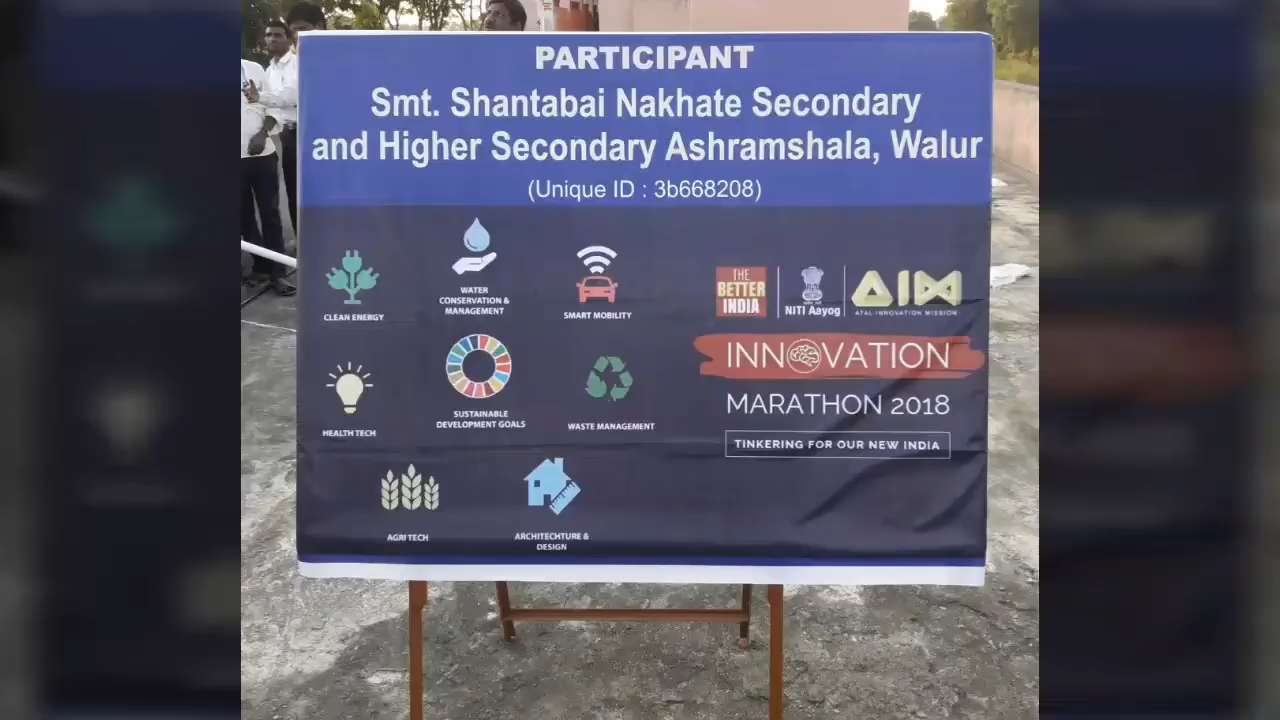 PARTICIPANT
Smt. Shantabai Nakhate Secondary
and Higher Secondary Ashramshala, Walur
(Unique ID : 3b668208)
CLEAN ENERGY
WATER
CONSERVATION &
MANAGEMENT
SMART MOBILITY
HEALTH TECH
SUSTAINABLE
DEVELOPMENT GOALS
WASTE MANAGEMENT
AGRI TECH
ARCHITECHTURE &
DESIGN
THE
BETTER
INDIA
NITI Aayog
AIM
ATAL INNOVATION MISSION
INNOVATION
MARATHON 2018
TINKERING FOR OUR NEW INDIA